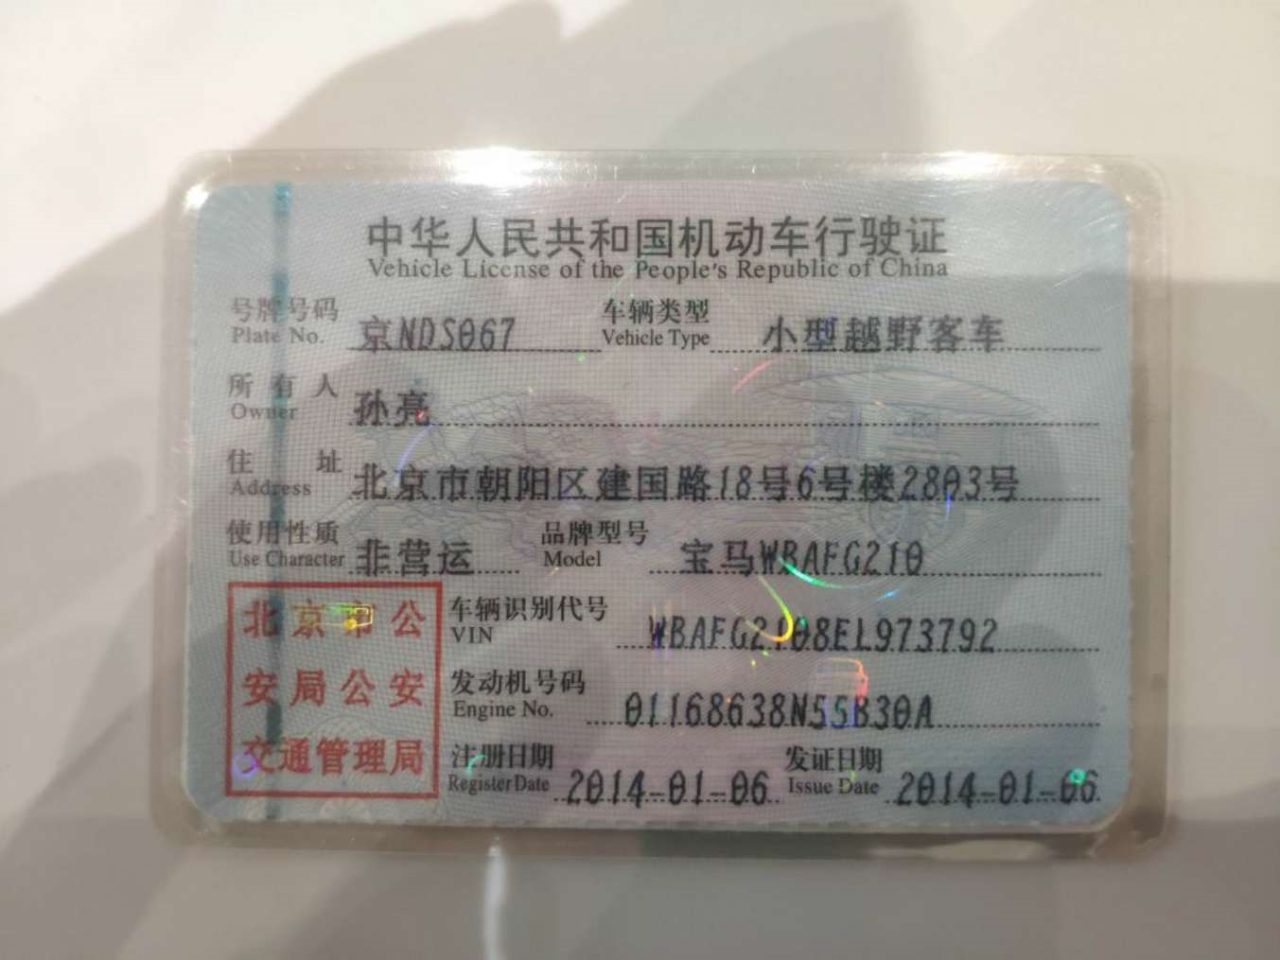 中华人民共和国机动车行驶证
Vehicle License of the People's Republic of China
号牌号码 京NDS067 车辆类型 小型越野客车
Plate No. Vehicle Type
所有人 孙亮
Owner
住址 北京市朝阳区建国路18号6号楼2803号
Address
使用性质 非营运 品牌型号 宝马WBAFG210
Use Character Model
北京市公 车辆识别代号 WBAFG2108EL973792
VIN
安局公安 发动机号码 01168638N55B30A
Engine No.
交通管理局 注册日期 2014-01-06 发证日期 2014-01-06
Register Date Issue Date